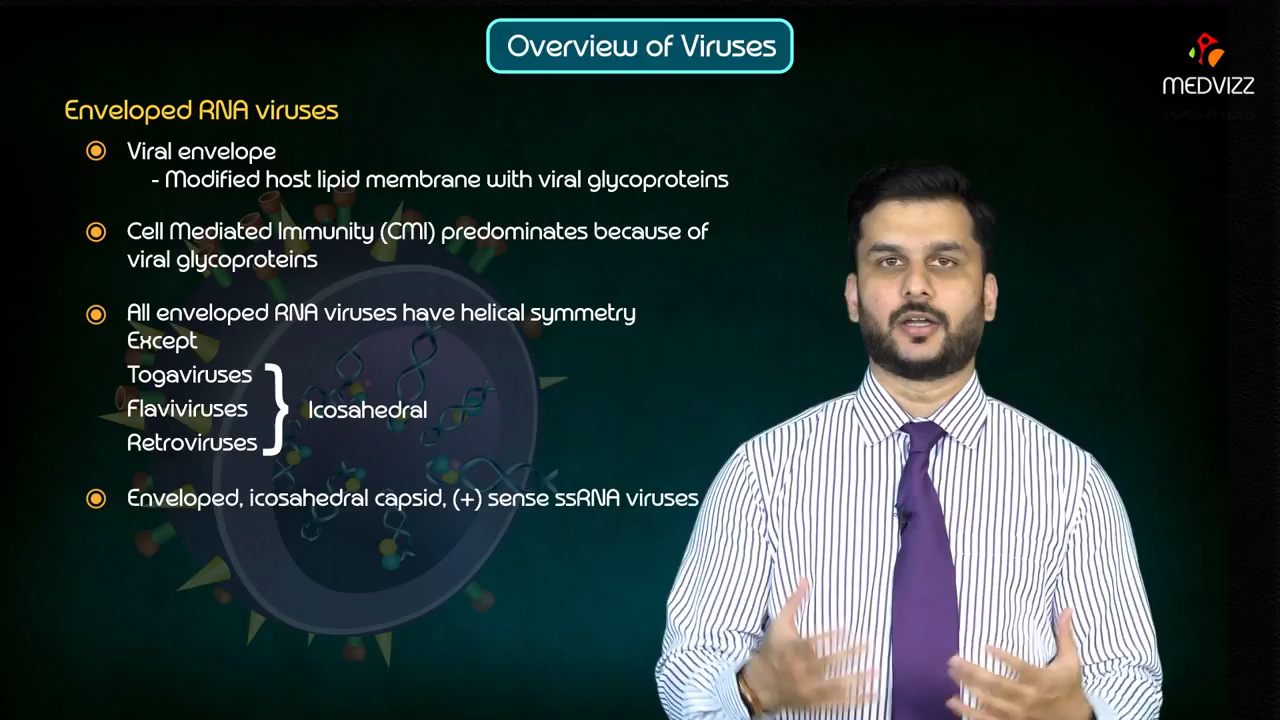 Overview of Viruses
MEDVIZZ
Enveloped RNA viruses
Viral envelope
- Modified host lipid membrane with viral glycoproteins
Cell Mediated Immunity (CMI) predominates because of
viral glycoproteins
All enveloped RNA viruses have helical symmetry
Except
Togaviruses
Flaviviruses
Retroviruses
Icosahedral
Enveloped, icosahedral capsid, (+) sense ssRNA viruses